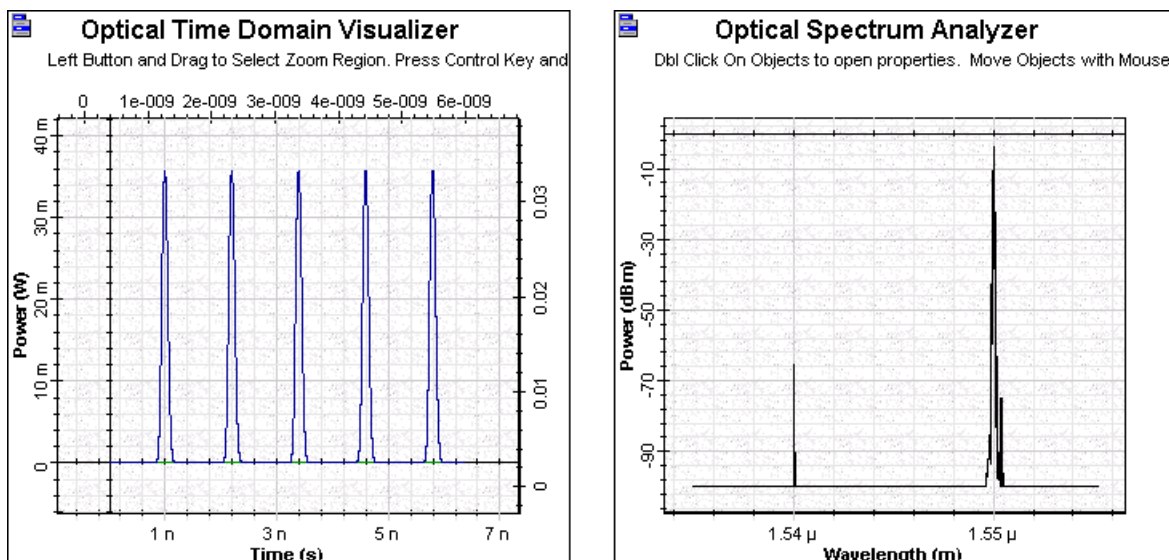 Optical Time Domain Visualizer
Left Button and Drag to Select Zoom Region. Press Control Key and
0 1e-009 2e-009 3e-009 4e-009 5e-009 6e-009
40 m
30 m
20 m
10 m
0
Power (W)
0.03
0.02
0.01
0
1 n 3 n 5 n 7 n
Time (s)
Optical Spectrum Analyzer
Dbl Click On Objects to open properties. Move Objects with Mouse
-10
-30
-50
-70
-90
Power (dBm)
1.54 µ 1.55 µ
Wavelength (m)